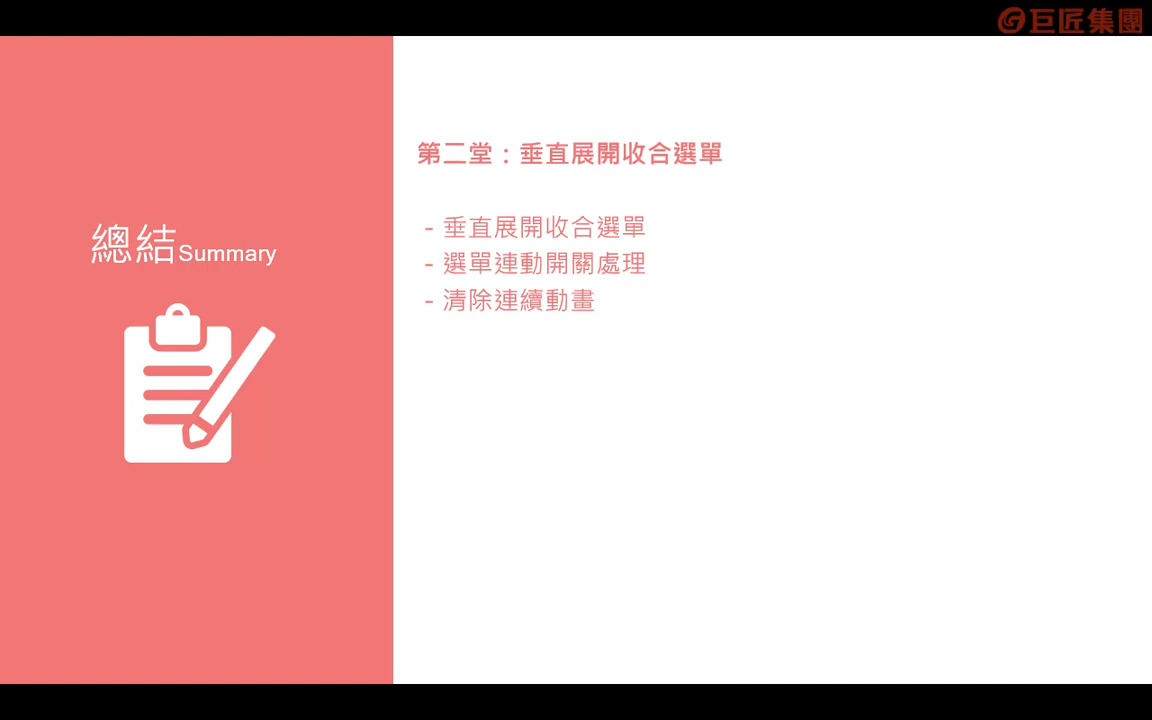 巨匠集團
總結Summary
第二堂：垂直展開收合選單
- 垂直展開收合選單
- 選單連動開關處理
- 清除連續動畫